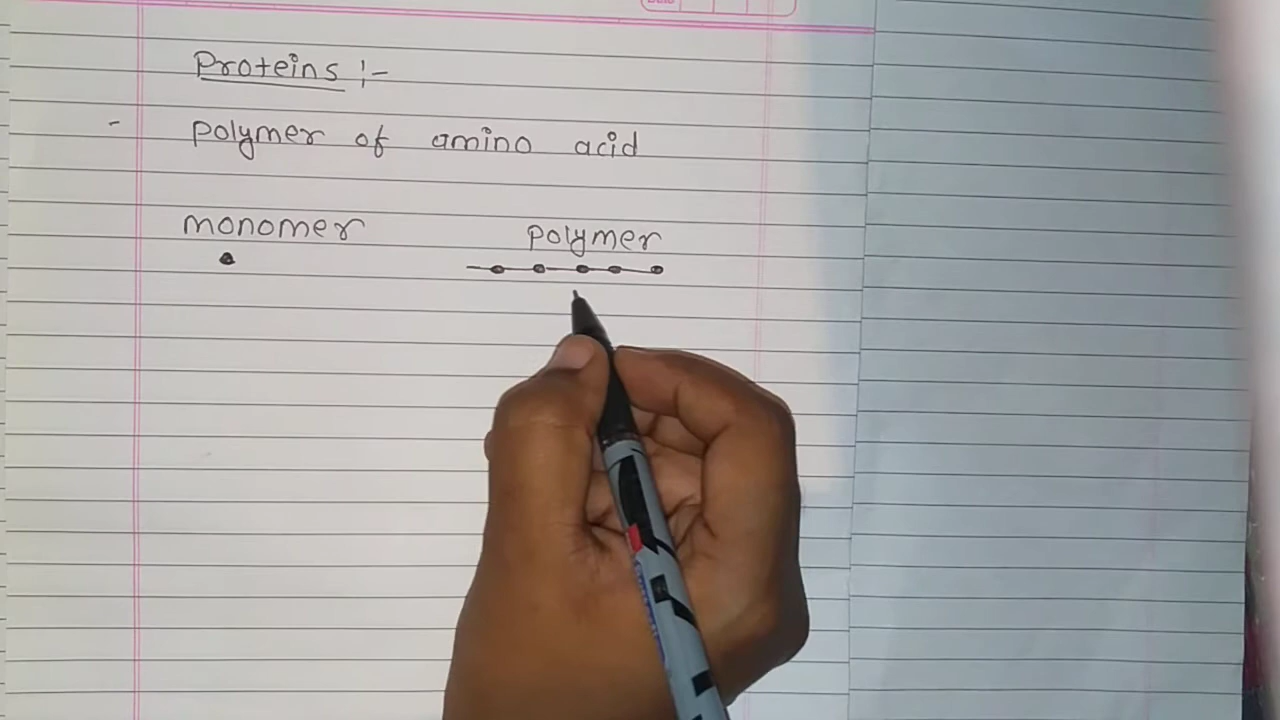 Proteins :-
- Polymer of amino acid
monomer polymer